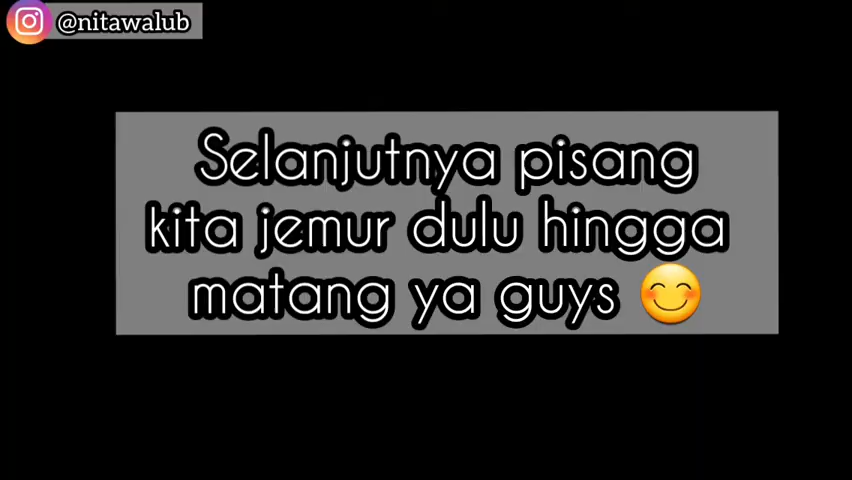 @nitawalub
Selanjutnya pisang
kita jemur dulu hingga
matang ya guys 😊